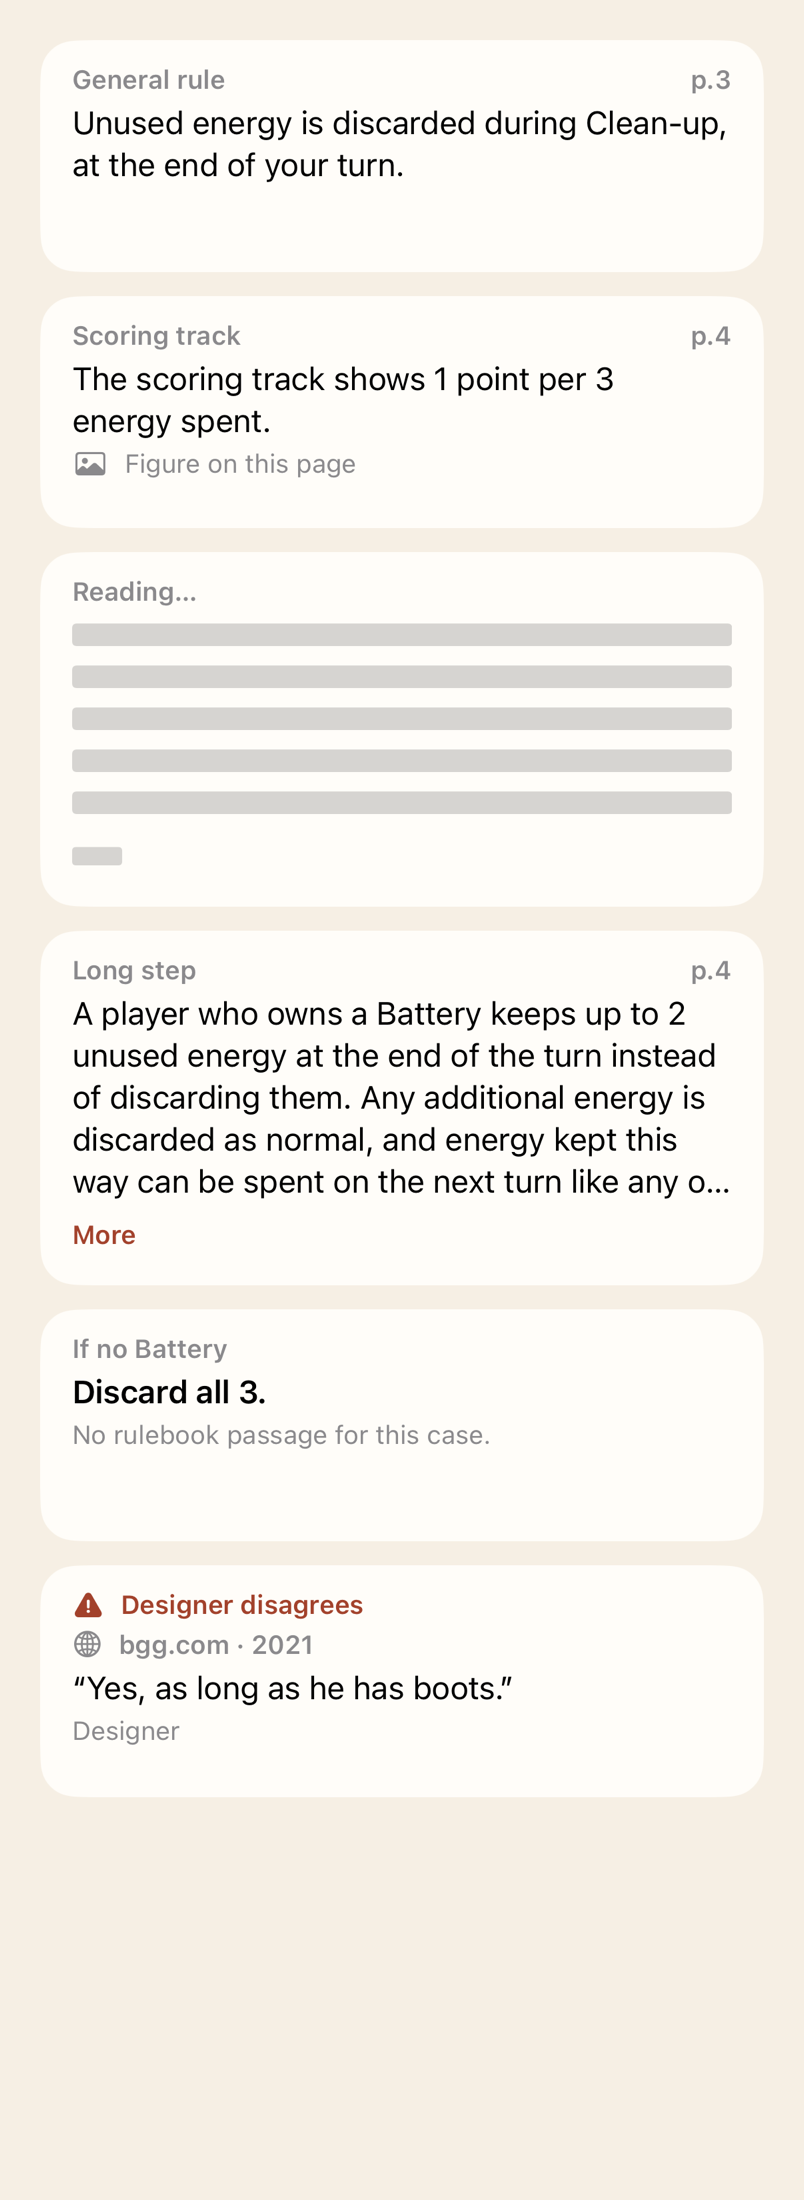 General rule p.3
Unused energy is discarded during Clean-up,
at the end of your turn.
Scoring track p.4
The scoring track shows 1 point per 3
energy spent.
Figure on this page
Reading...
Long step p.4
A player who owns a Battery keeps up to 2
unused energy at the end of the turn instead
of discarding them. Any additional energy is
discarded as normal, and energy kept this
way can be spent on the next turn like any o...
More
If no Battery
Discard all 3.
No rulebook passage for this case.
Designer disagrees
bgg.com · 2021
“Yes, as long as he has boots.”
Designer